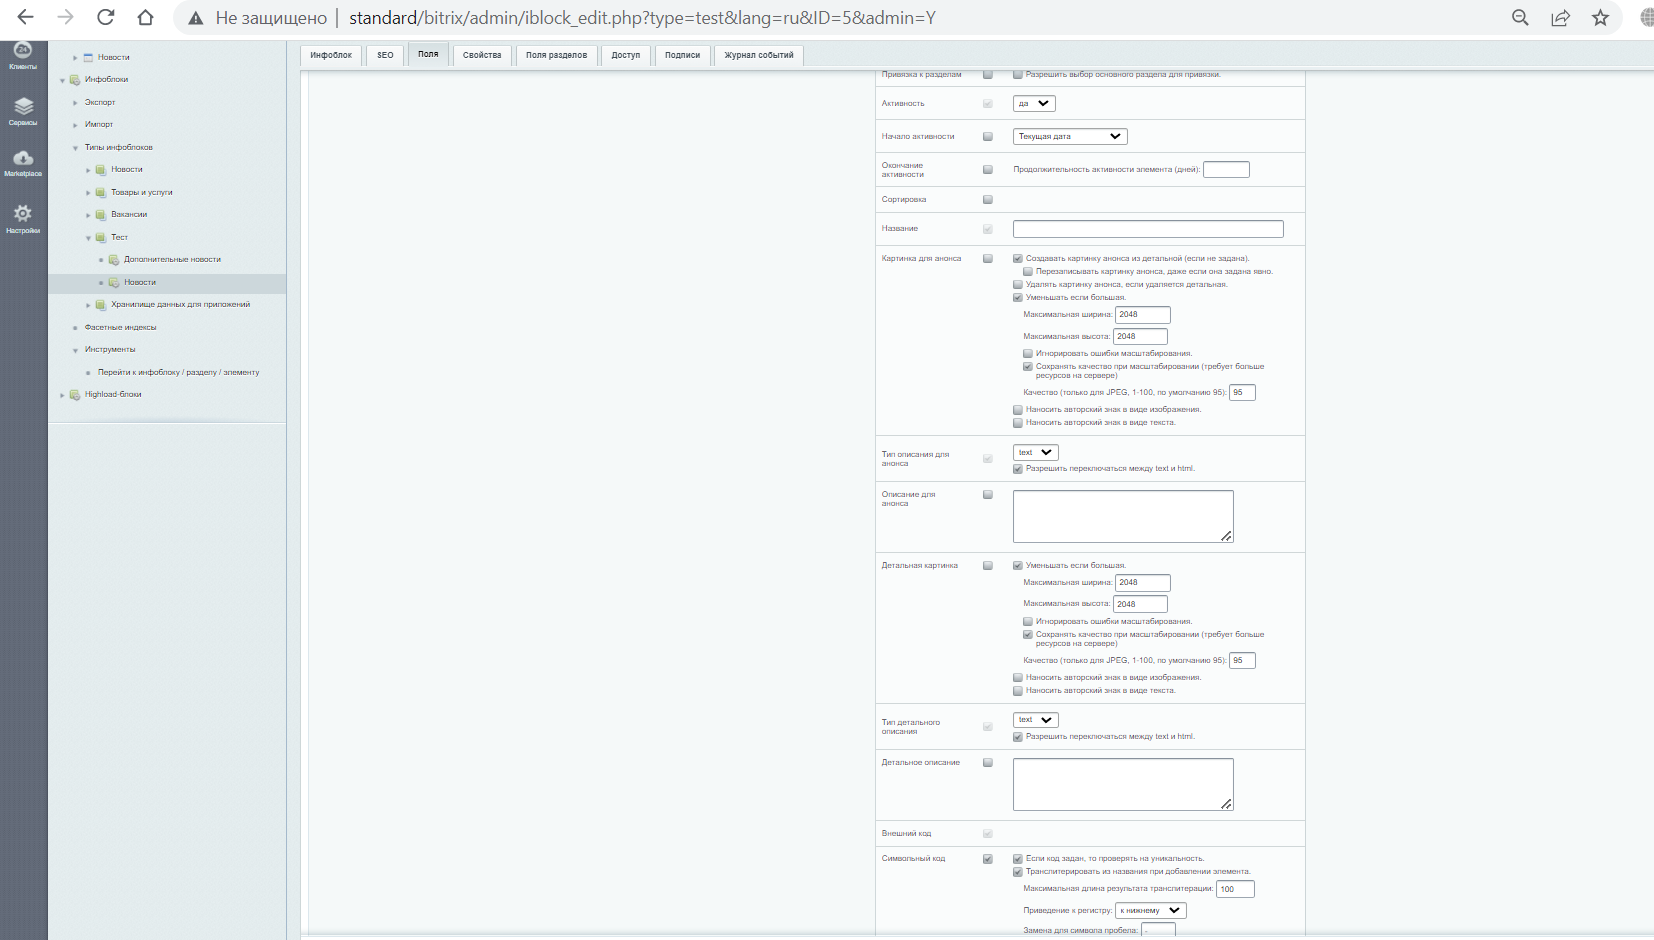 Не защищено | standard/bitrix/admin/iblock_edit.php?type=test&lang=ru&ID=5&admin=Y
24
Клиенты
Сервисы
Marketplace
Настройки
Новости
Инфоблоки
Экспорт
Импорт
Типы инфоблоков
Новости
Товары и услуги
Вакансии
Тест
Дополнительные новости
Новости
Хранилище данных для приложений
Фасетные индексы
Инструменты
Перейти к инфоблоку / разделу / элементу
Highload-блоки
Инфоблок SEO Поля Свойства Поля разделов Доступ Подписи Журнал событий
Привязка к разделам Разрешить выбор основного раздела для привязки.
Активность да
Начало активности Текущая дата
Окончание
активности
Продолжительность активности элемента (дней):
Сортировка
Название
Картинка для анонса Создавать картинку анонса из детальной (если не задана).
Перезаписывать картинку анонса, даже если она задана явно.
Удалять картинку анонса, если удаляется детальная.
Уменьшать если большая.
Максимальная ширина: 2048
Максимальная высота: 2048
Игнорировать ошибки масштабирования.
Сохранять качество при масштабировании (требует больше
ресурсов на сервере)
Качество (только для JPEG, 1-100, по умолчанию 95): 95
Наносить авторский знак в виде изображения.
Наносить авторский знак в виде текста.
Тип описания для
анонса
text
Разрешить переключаться между text и html.
Описание для
анонса
Детальная картинка Уменьшать если большая.
Максимальная ширина: 2048
Максимальная высота: 2048
Игнорировать ошибки масштабирования.
Сохранять качество при масштабировании (требует больше
ресурсов на сервере)
Качество (только для JPEG, 1-100, по умолчанию 95): 95
Наносить авторский знак в виде изображения.
Наносить авторский знак в виде текста.
Тип детального
описания
text
Разрешить переключаться между text и html.
Детальное описание
Внешний код
Символьный код Если код задан, то проверять на уникальность.
Транслитерировать из названия при добавлении элемента.
Максимальная длина результата транслитерации: 100
Приведение к регистру: к нижнему
Замена для символа пробела: -